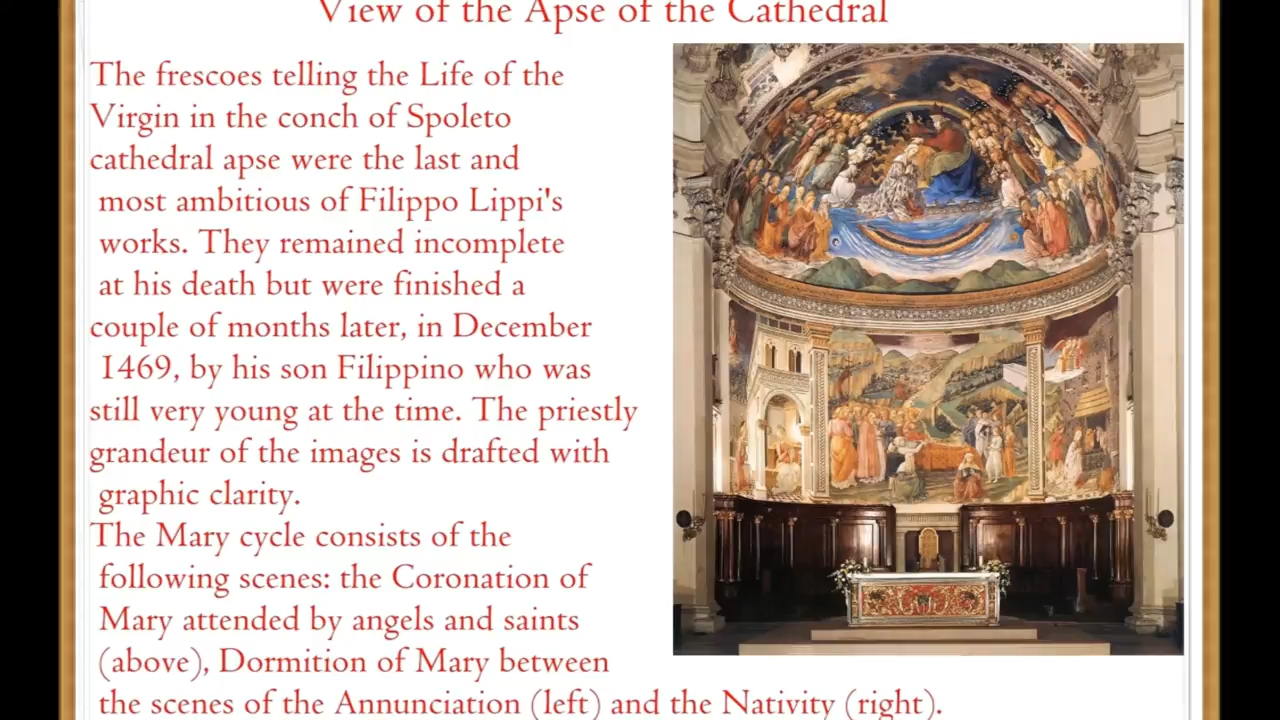 View of the Apse of the Cathedral
The frescoes telling the Life of the
Virgin in the conch of Spoleto
cathedral apse were the last and
most ambitious of Filippo Lippi's
works. They remained incomplete
at his death but were finished a
couple of months later, in December
1469, by his son Filippino who was
still very young at the time. The priestly
grandeur of the images is drafted with
graphic clarity.
The Mary cycle consists of the
following scenes: the Coronation of
Mary attended by angels and saints
(above), Dormition of Mary between
the scenes of the Annunciation (left) and the Nativity (right).